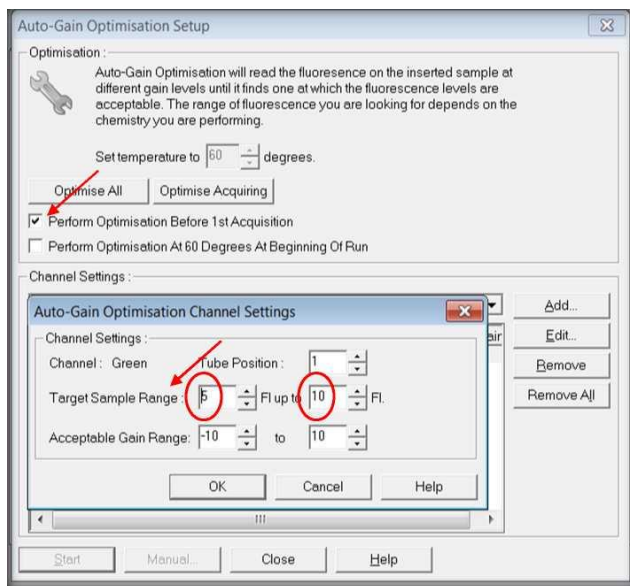 Auto-Gain Optimisation Setup
Optimisation :
Auto-Gain Optimisation will read the fluoresence on the inserted sample at
different gain levels until it finds one at which the fluorescence levels are
acceptable. The range of fluorescence you are looking for depends on the
chemistry you are performing.
Set temperature to 60 degrees.
Optimise All Optimise Acquiring
Perform Optimisation Before 1st Acquisition
Perform Optimisation At 60 Degrees At Beginning Of Run
Channel Settings :
Auto-Gain Optimisation Channel Settings
Channel Settings :
Channel : Green Tube Position : 1
Target Sample Range : 5 Fl up to 10 Fl.
Acceptable Gain Range: -10 to 10
OK Cancel Help
Add...
Edit...
Remove
Remove All
Start Manual... Close Help